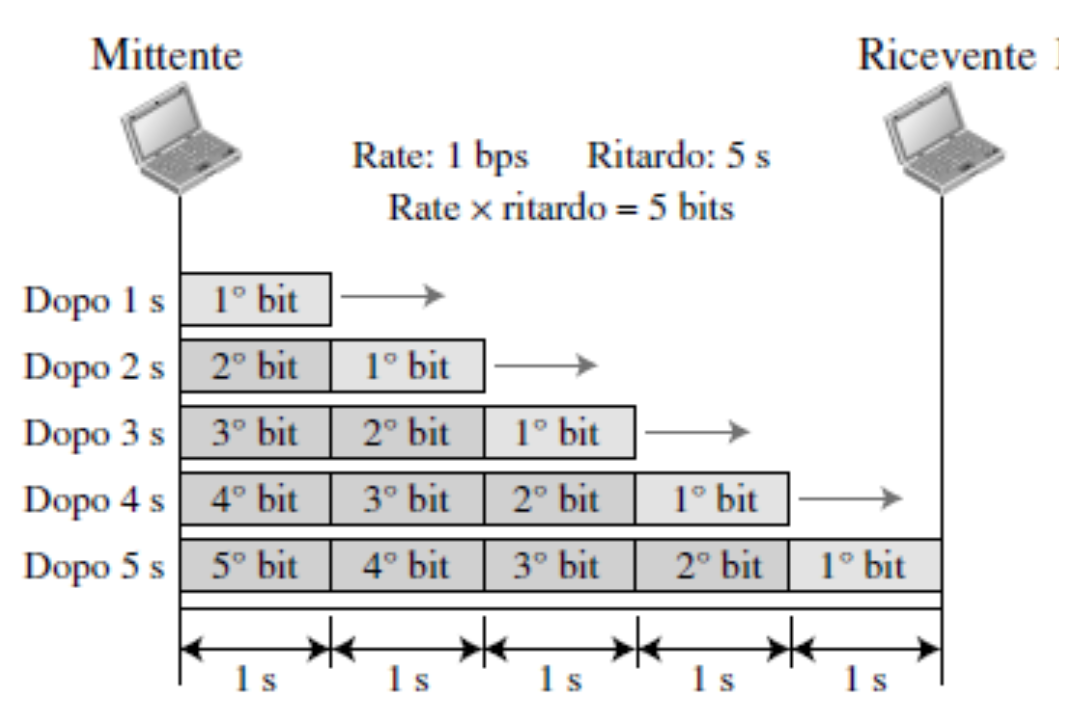 Mittente Ricevente
Rate: 1 bps Ritardo: 5 s
Rate × ritardo = 5 bits
Dopo 1 s 1° bit
Dopo 2 s 2° bit 1° bit
Dopo 3 s 3° bit 2° bit 1° bit
Dopo 4 s 4° bit 3° bit 2° bit 1° bit
Dopo 5 s 5° bit 4° bit 3° bit 2° bit 1° bit
1 s 1 s 1 s 1 s 1 s